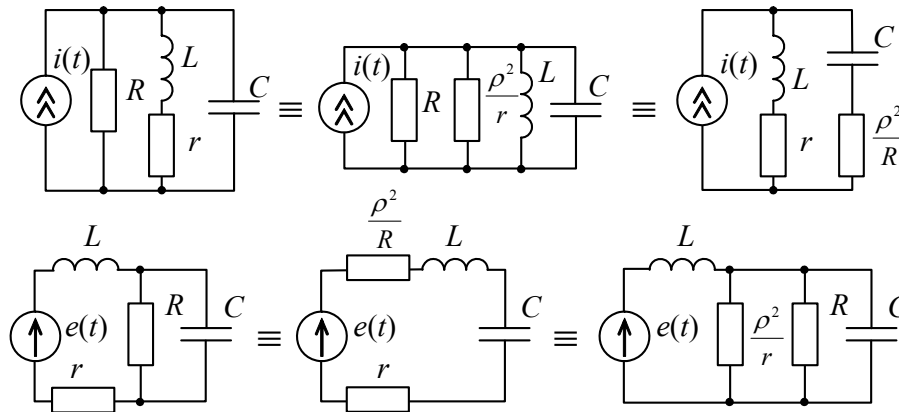 i(t) R L r C ≡ i(t) R ρ²/r L C ≡ i(t) L r C ρ²/R
L e(t) R C r ≡ ρ²/R L e(t) C r ≡ L e(t) ρ²/r R C